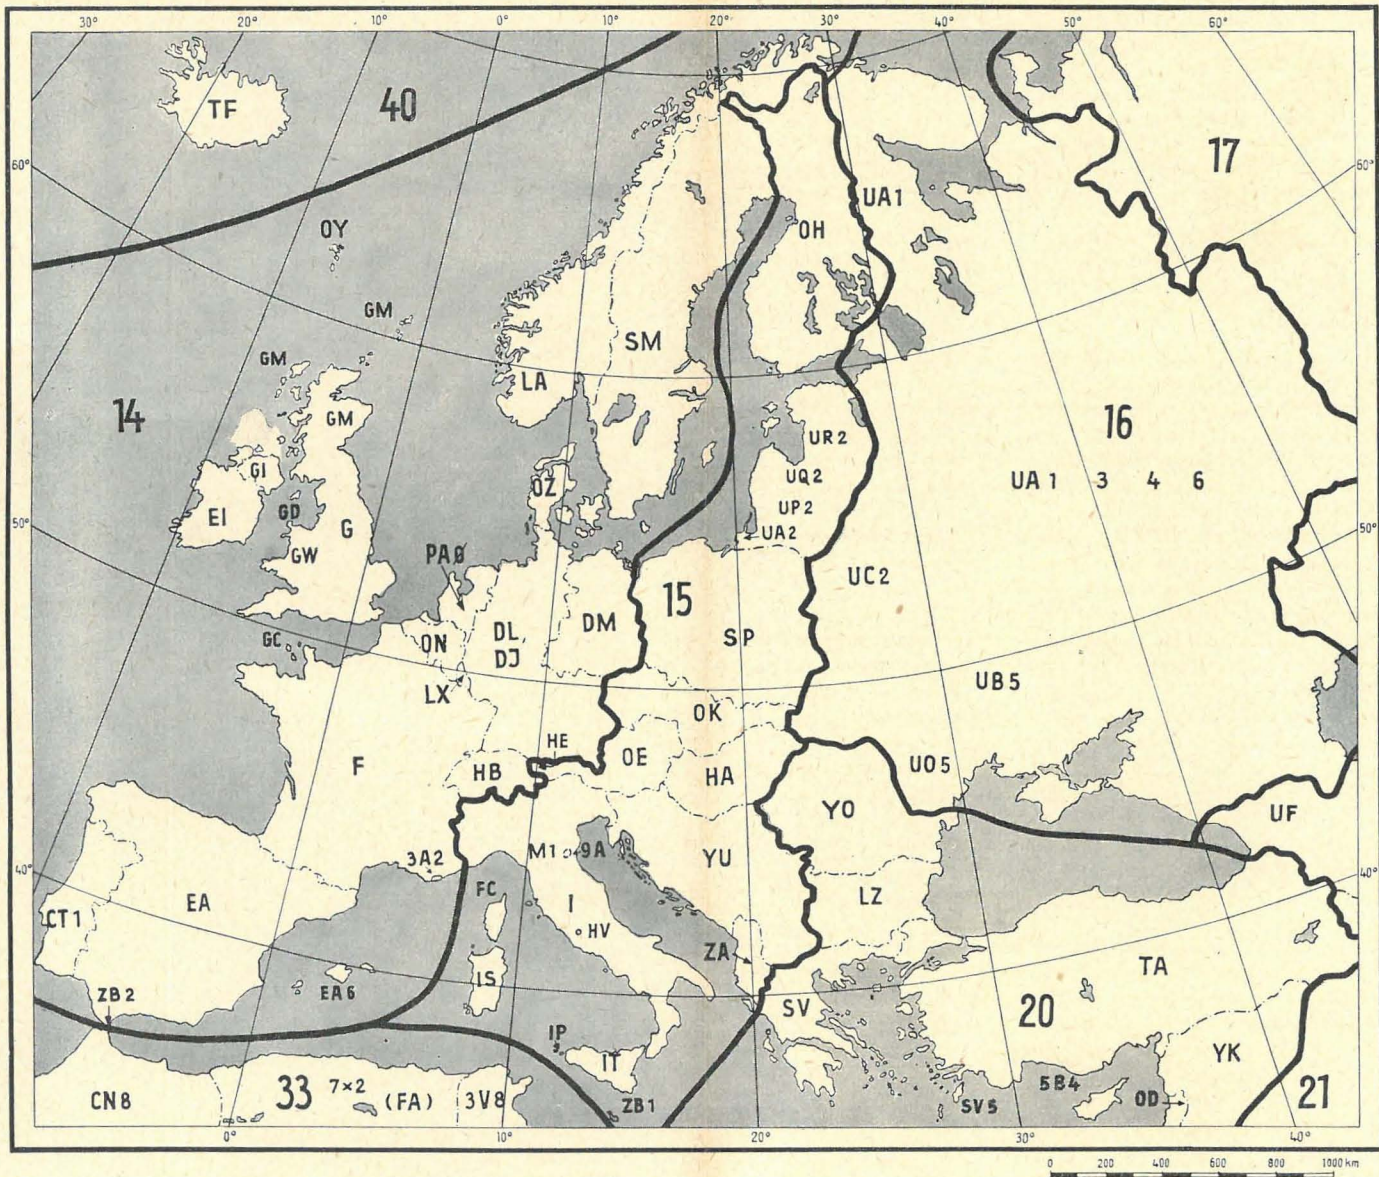 30° 20° 10° 0° 10° 20° 30° 40° 50° 60°
TF
40
17
60°
60°
UA1
OY
OH
GM
SM
GM
LA
14
GM
16
UR2
GI
UQ2
UA 1 3 4 6
OZ
EI
GD
G
UP2
50°
50°
UA2
GW
PAØ
UC2
15
DM
DL
SP
GC
ON
DJ
LX
UB5
OK
HE
OE
F
HB
HA
UO5
YO
UF
M1
9A
YU
3A2
40°
40°
FC
EA
I
LZ
CT1
HV
ZA
TA
IS
EA6
ZB2
SV
20
IP
IT
YK
5B4
33
7×2
(FA)
3V8
CN8
ZB1
SV5
OD
21
0° 10° 20° 30° 40°
0 200 400 600 800 1000 km